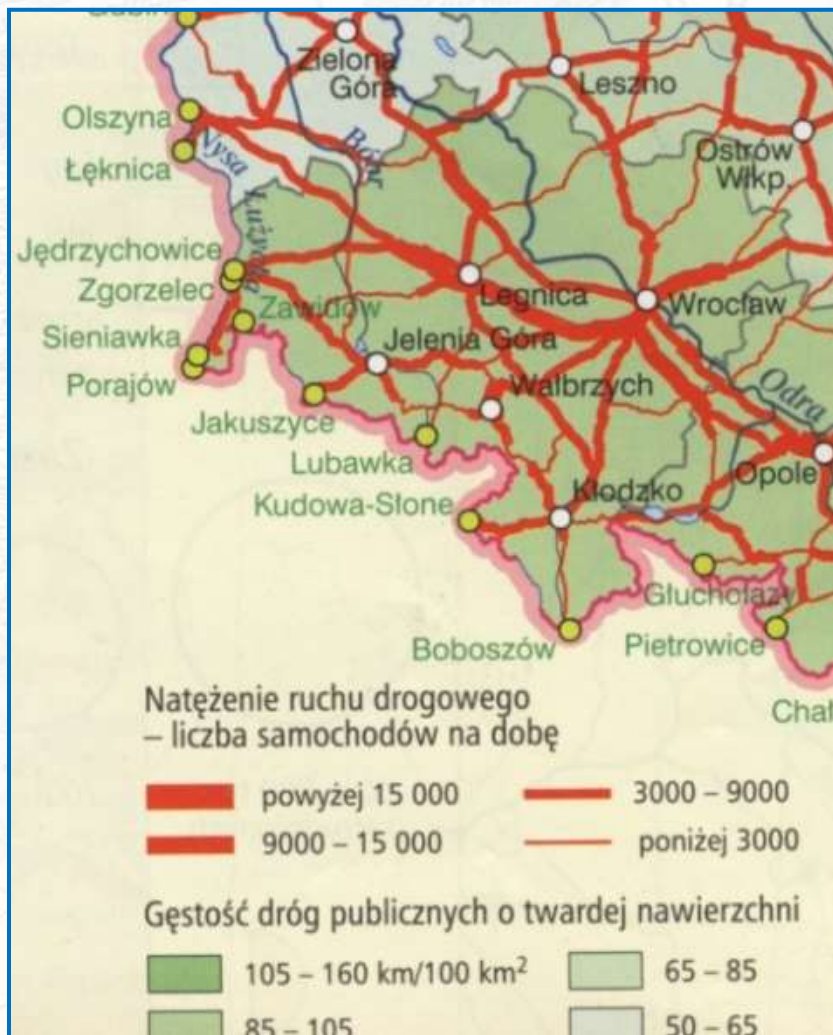 Zielona
Góra
Leszno
Olszyna
Nysa Łużycka
Bóbr
Łęknica
Ostrów
Wlkp.
Jędrzychowice
Zgorzelec
Legnica
Wrocław
Zawidów
Sieniawka
Jelenia Góra
Porajów
Wałbrzych
Odra
Jakuszyce
Lubawka
Opole
Kudowa-Słone
Kłodzko
Głuchołazy
Boboszów
Pietrowice
Natężenie ruchu drogowego
– liczba samochodów na dobę
Chał
powyżej 15 000
3000 – 9000
9000 – 15 000
poniżej 3000
Gęstość dróg publicznych o twardej nawierzchni
105 – 160 km/100 km²
65 – 85
85 – 105
50 – 65